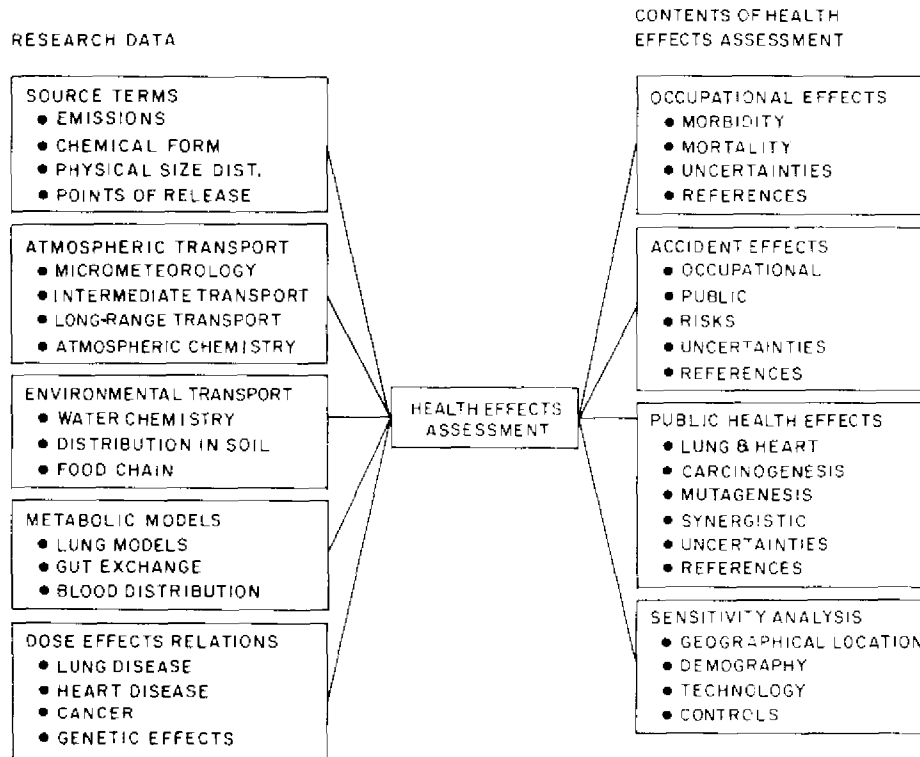 RESEARCH DATA
SOURCE TERMS
● EMISSIONS
● CHEMICAL FORM
● PHYSICAL SIZE DIST.
● POINTS OF RELEASE
ATMOSPHERIC TRANSPORT
● MICROMETEOROLOGY
● INTERMEDIATE TRANSPORT
● LONG-RANGE TRANSPORT
● ATMOSPHERIC CHEMISTRY
ENVIRONMENTAL TRANSPORT
● WATER CHEMISTRY
● DISTRIBUTION IN SOIL
● FOOD CHAIN
METABOLIC MODELS
● LUNG MODELS
● GUT EXCHANGE
● BLOOD DISTRIBUTION
DOSE EFFECTS RELATIONS
● LUNG DISEASE
● HEART DISEASE
● CANCER
● GENETIC EFFECTS
HEALTH EFFECTS
ASSESSMENT
CONTENTS OF HEALTH
EFFECTS ASSESSMENT
OCCUPATIONAL EFFECTS
● MORBIDITY
● MORTALITY
● UNCERTAINTIES
● REFERENCES
ACCIDENT EFFECTS
● OCCUPATIONAL
● PUBLIC
● RISKS
● UNCERTAINTIES
● REFERENCES
PUBLIC HEALTH EFFECTS
● LUNG & HEART
● CARCINOGENESIS
● MUTAGENESIS
● SYNERGISTIC
● UNCERTAINTIES
● REFERENCES
SENSITIVITY ANALYSIS
● GEOGRAPHICAL LOCATION
● DEMOGRAPHY
● TECHNOLOGY
● CONTROLS